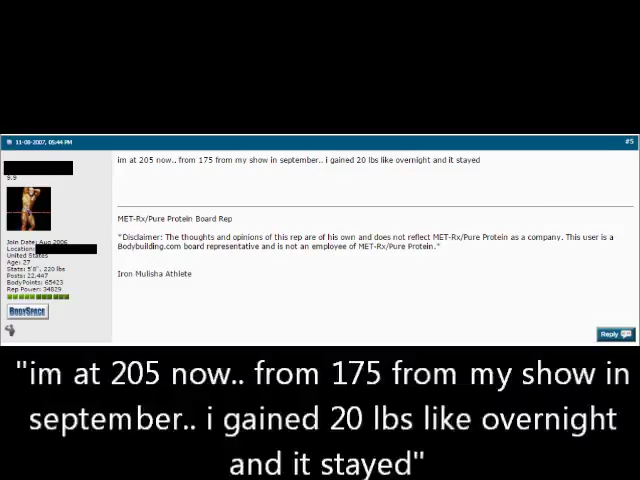 11-08-2007, 05:44 PM
#5
9.9
im at 205 now.. from 175 from my show in september.. i gained 20 lbs like overnight and it stayed
MET-Rx/Pure Protein Board Rep
"Disclaimer: The thoughts and opinions of this rep are of his own and does not reflect MET-Rx/Pure Protein as a company. This user is a
Bodybuilding.com board representative and is not an employee of MET-Rx/Pure Protein."
Iron Mulisha Athlete
Join Date: Aug 2006
Location:
United States
Age: 27
Stats: 5'8", 220 lbs
Posts: 22,447
BodyPoints: 65423
Rep Power: 34829
BODYSPACE
Reply
"im at 205 now.. from 175 from my show in
september.. i gained 20 lbs like overnight
and it stayed"